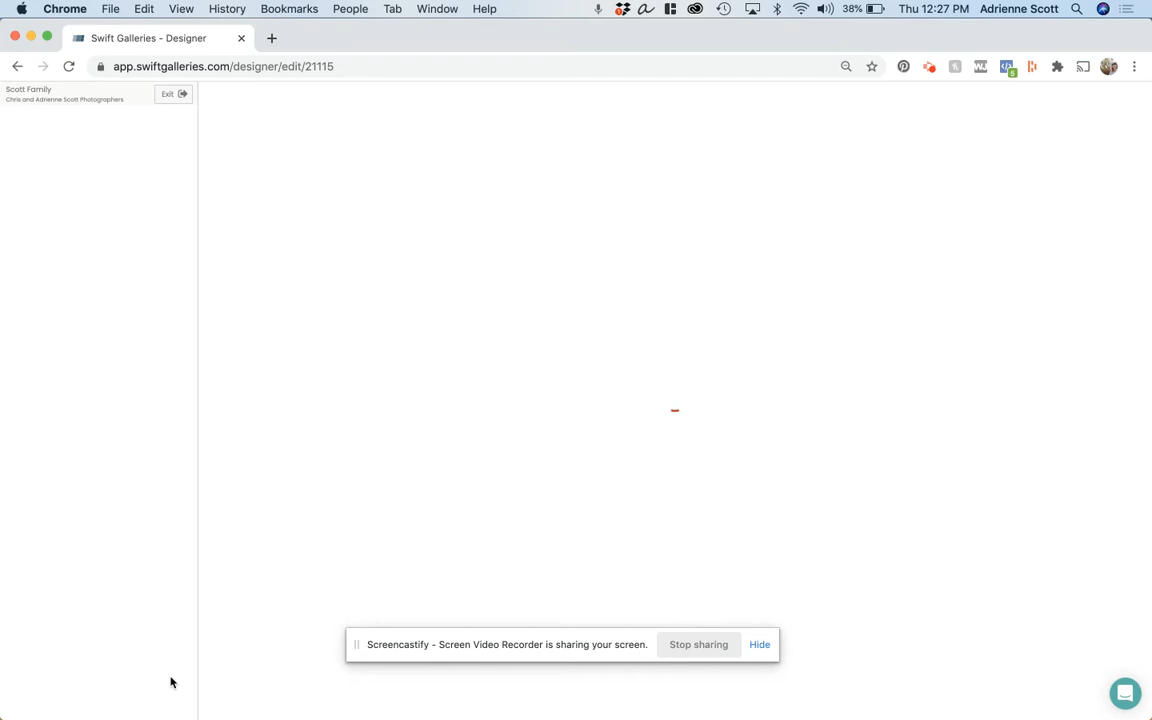 Chrome File Edit View History Bookmarks People Tab Window Help 38% Thu 12:27 PM Adrienne Scott
Swift Galleries - Designer
app.swiftgalleries.com/designer/edit/21115
5
Scott Family
Chris and Adrienne Scott Photographers
Exit
Screencastify - Screen Video Recorder is sharing your screen. Stop sharing Hide